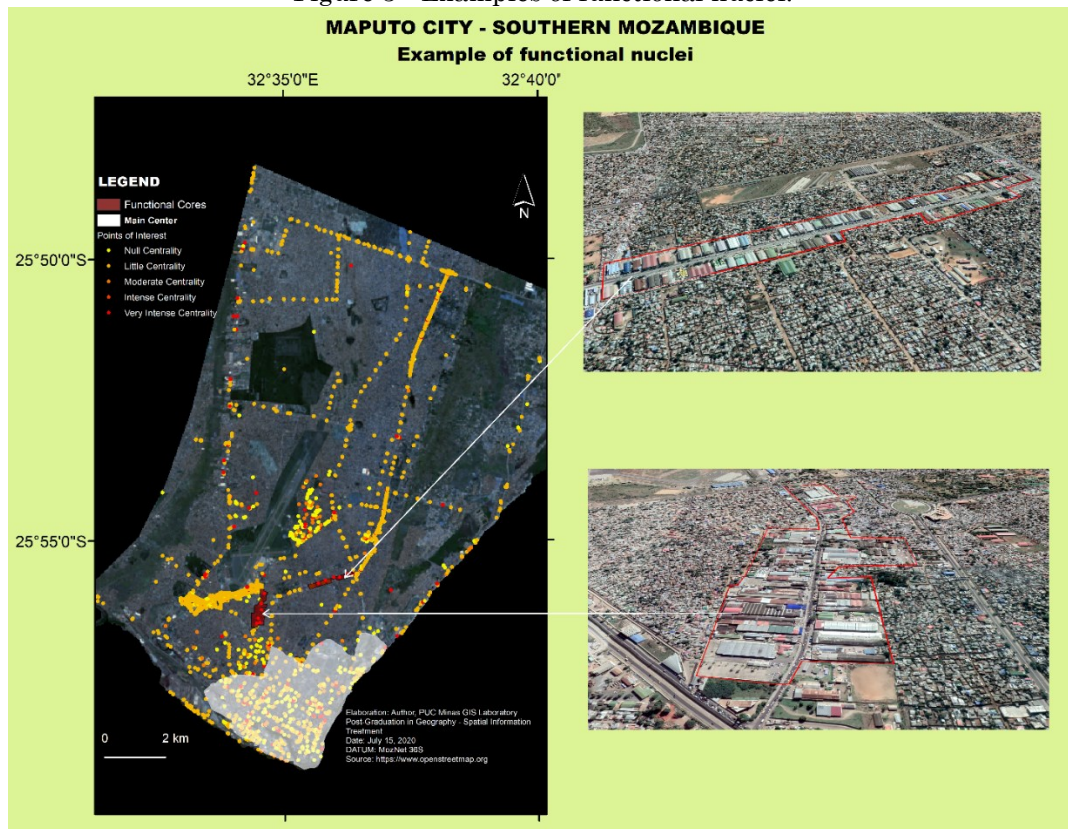 MAPUTO CITY - SOUTHERN MOZAMBIQUE
Example of functional nuclei
32°35'0"E
32°40'0"
LEGEND
Functional Cores
Main Center
Points of Interest
Null Centrality
Little Centrality
Moderate Centrality
Intense Centrality
Very Intense Centrality
N
25°50'0"S
25°55'0"S
0 2 km
Elaboration: Author, PUC Minas GIS Laboratory
Post Graduation in Geography - Spatial Information
Treatment
Date: July 15, 2020
DATUM: MozNet 36S
Source: https://www.openstreetmap.org